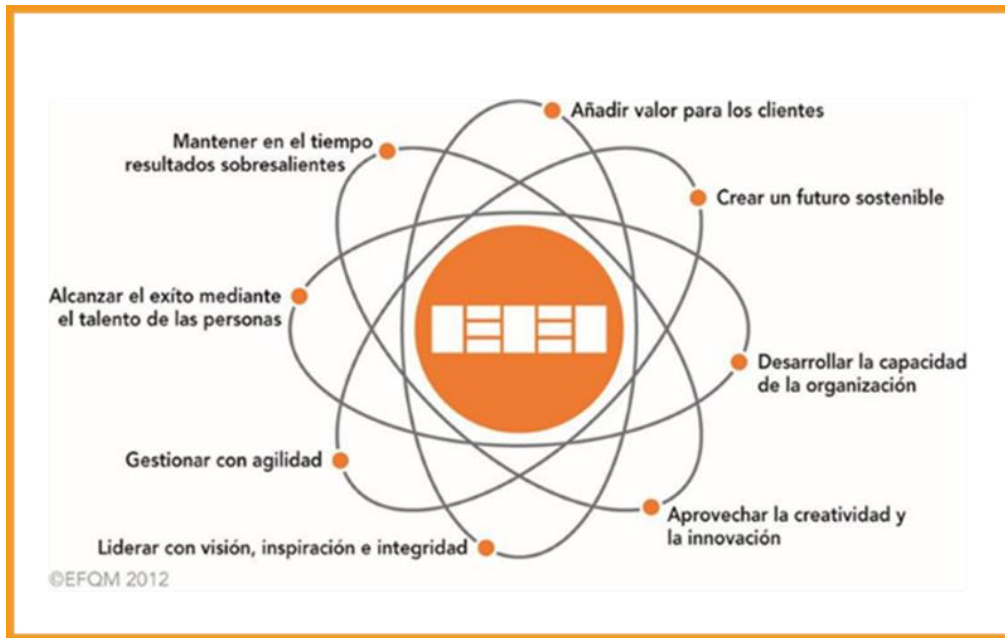 Añadir valor para los clientes
Mantener en el tiempo
resultados sobresalientes
Crear un futuro sostenible
Alcanzar el exíto mediante
el talento de las personas
Desarrollar la capacidad
de la organización
Gestionar con agilidad
Aprovechar la creatividad y
la innovación
Liderar con visión, inspiración e integridad
©EFQM 2012